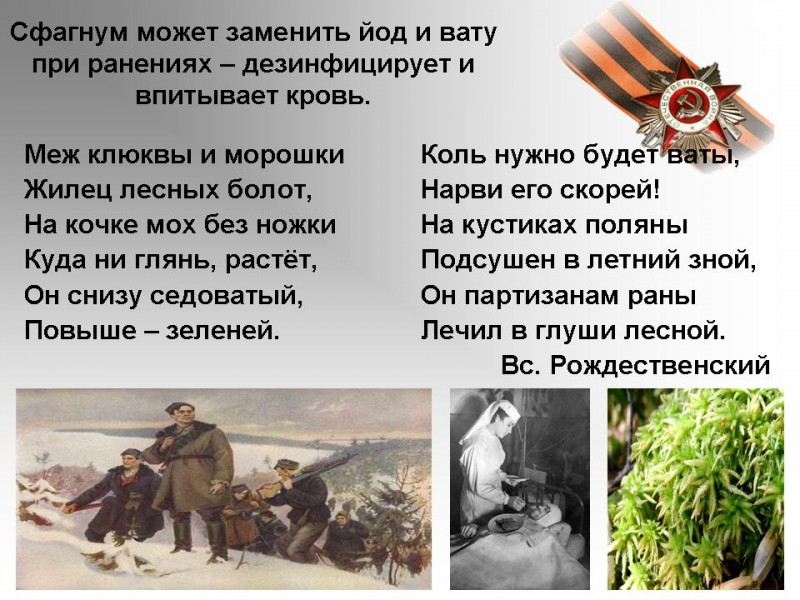 Сфагнум может заменить йод и вату
при ранениях – дезинфицирует и
впитывает кровь.
Меж клюквы и морошки
Жилец лесных болот,
На кочке мох без ножки
Куда ни глянь, растёт,
Он снизу седоватый,
Повыше – зеленей.
Коль нужно будет ваты,
Нарви его скорей!
На кустиках поляны
Подсушен в летний зной,
Он партизанам раны
Лечил в глуши лесной.
Вс. Рождественский
ОТЕЧЕСТВЕННАЯ ВОЙНА